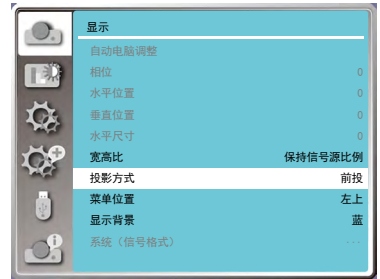 显示
自动电脑调整
相位 0
水平位置 0
垂直位置 0
水平尺寸 0
宽高比 保持信号源比例
投影方式 前投
菜单位置 左上
显示背景 蓝
系统（信号格式） ...